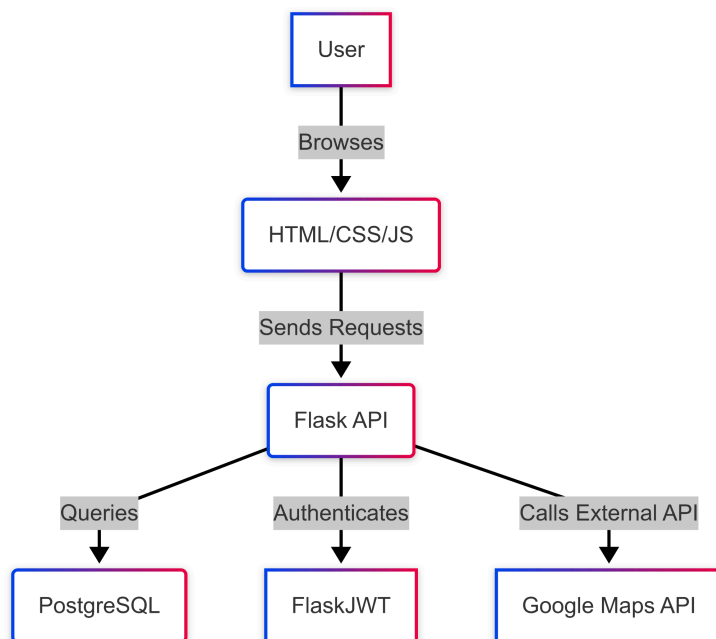 User
Browses
HTML/CSS/JS
Sends Requests
Flask API
Queries
Authenticates
Calls External API
PostgreSQL
FlaskJWT
Google Maps API